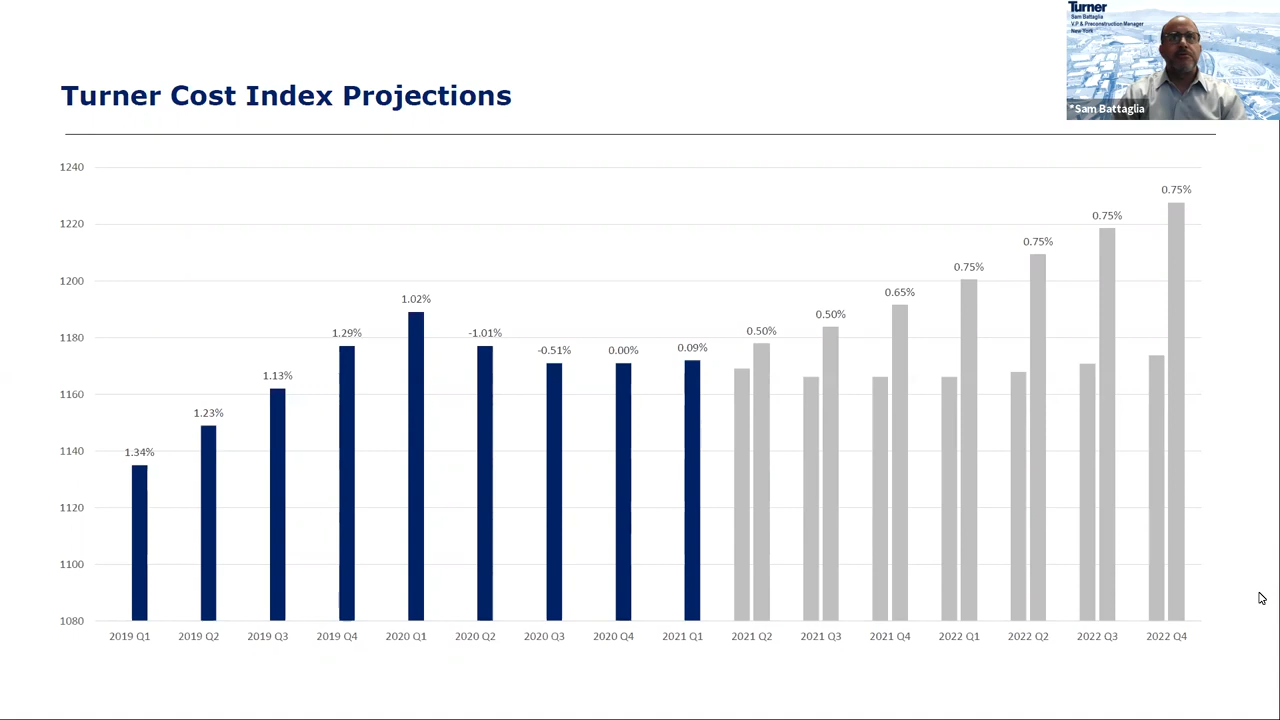 Turner
Sam Battaglia
V.P & Preconstruction Manager
New York
Sam Battaglia
Turner Cost Index Projections
1240
1220
1200
1180
1160
1140
1120
1100
1080
1.34%
1.23%
1.13%
1.29%
1.02%
-1.01%
-0.51%
0.00%
0.09%
0.50%
0.50%
0.65%
0.75%
0.75%
0.75%
0.75%
2019 Q1
2019 Q2
2019 Q3
2019 Q4
2020 Q1
2020 Q2
2020 Q3
2020 Q4
2021 Q1
2021 Q2
2021 Q3
2021 Q4
2022 Q1
2022 Q2
2022 Q3
2022 Q4